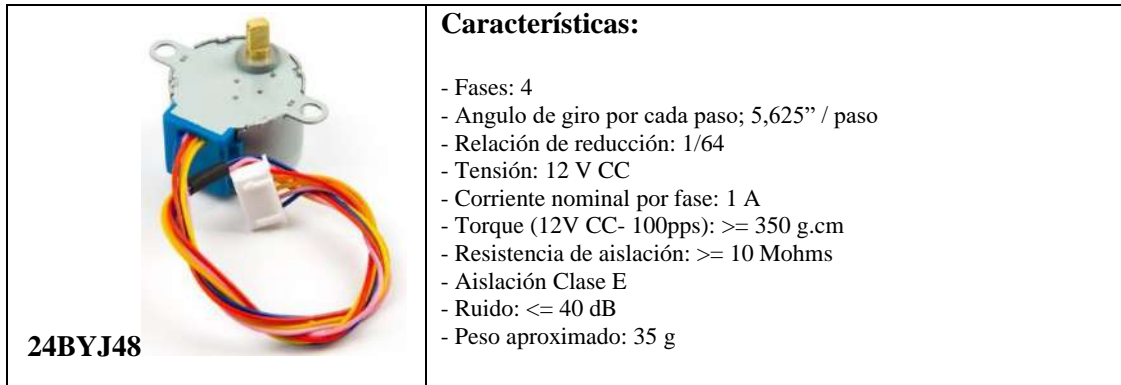 Características:
- Fases: 4
- Angulo de giro por cada paso; 5,625” / paso
- Relación de reducción: 1/64
- Tensión: 12 V CC
- Corriente nominal por fase: 1 A
- Torque (12V CC- 100pps): >= 350 g.cm
- Resistencia de aislación: >= 10 Mohms
- Aislación Clase E
- Ruido: <= 40 dB
- Peso aproximado: 35 g
24BYJ48